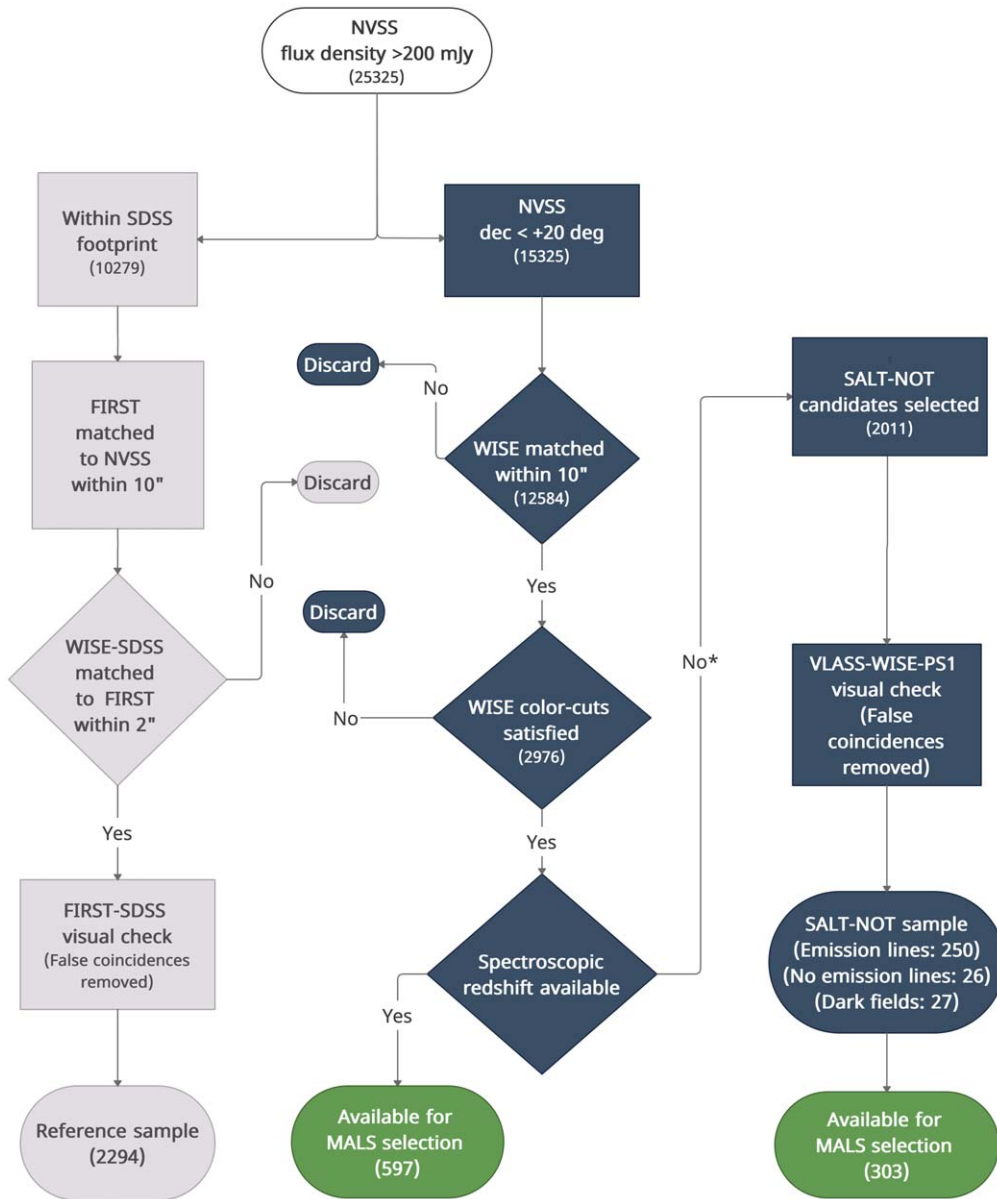 NVSS
flux density >200 mJy
(25325)
Within SDSS
footprint
(10279)
NVSS
dec < +20 deg
(15325)
FIRST
matched
to NVSS
within 10"
Discard
No
WISE matched
within 10"
(12584)
SALT-NOT
candidates selected
(2011)
Discard
No
Yes
WISE-SDSS
matched
to FIRST
within 2"
Discard
No
WISE color-cuts
satisfied
(2976)
No*
VLASS-WISE-PS1
visual check
(False
coincidences
removed)
Yes
Yes
FIRST-SDSS
visual check
(False coincidences
removed)
Spectroscopic
redshift available
Yes
SALT-NOT sample
(Emission lines: 250)
(No emission lines: 26)
(Dark fields: 27)
Reference sample
(2294)
Available for
MALS selection
(597)
Available for
MALS selection
(303)